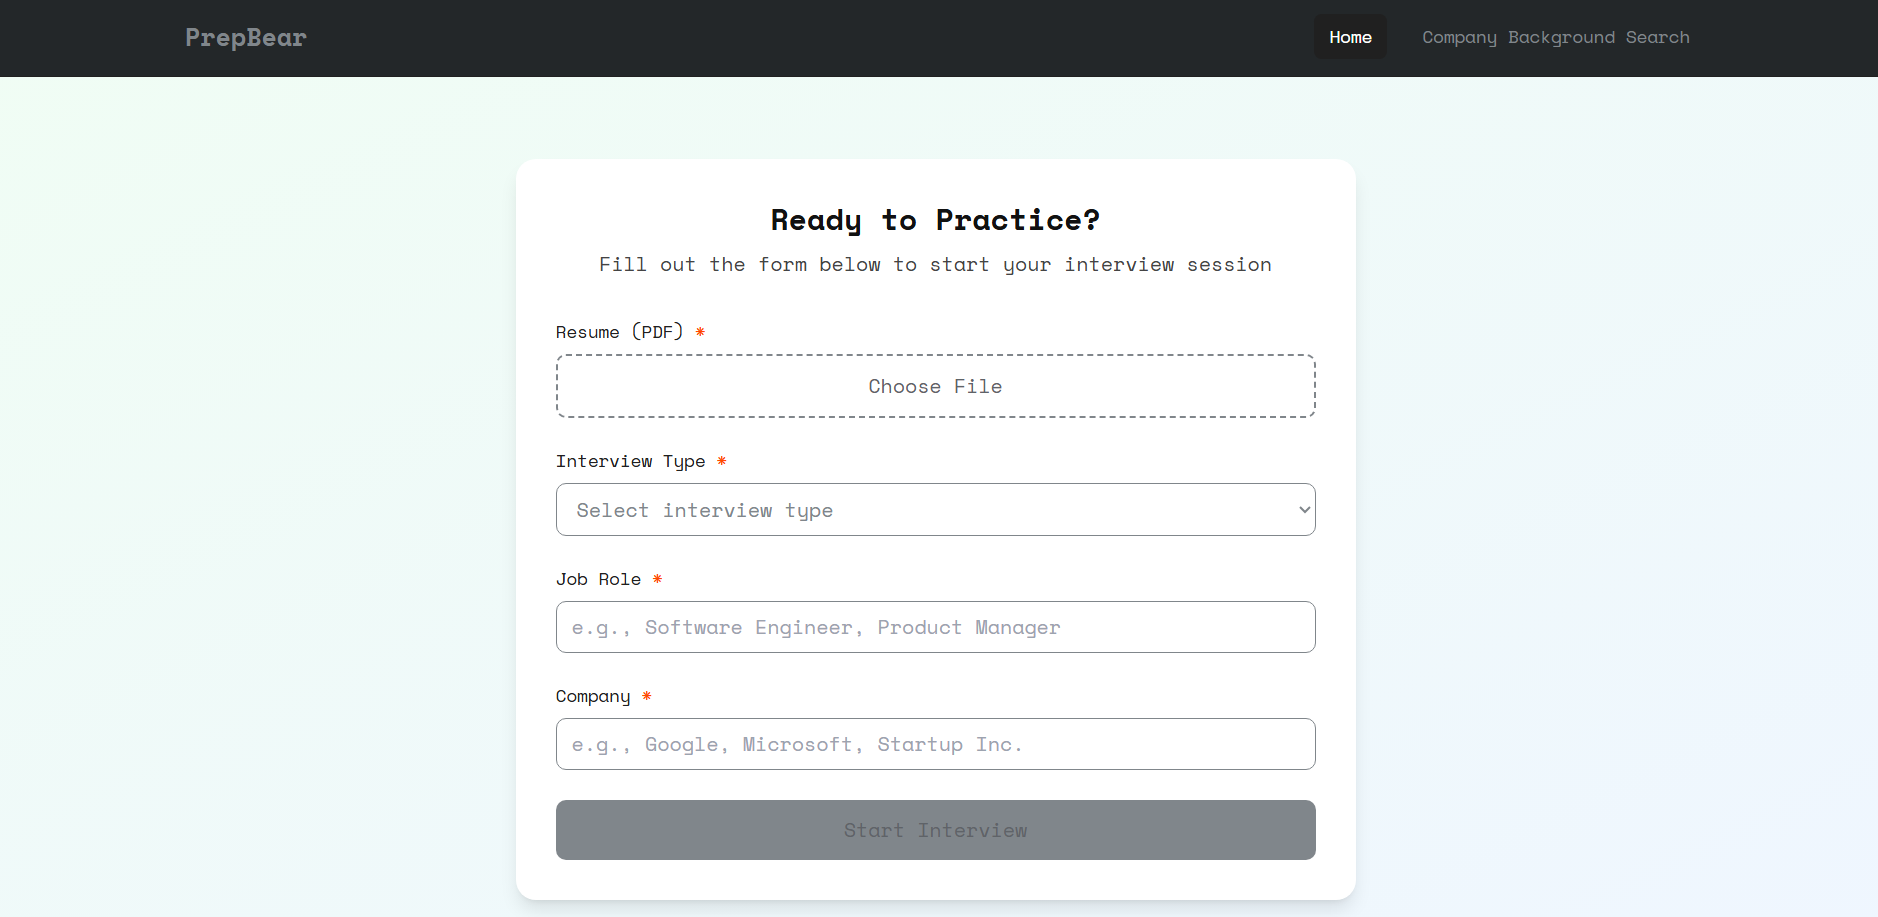 PrepBear
Home
Company Background Search
Ready to Practice?
Fill out the form below to start your interview session
Resume (PDF) *
Choose File
Interview Type *
Select interview type
Job Role *
e.g., Software Engineer, Product Manager
Company *
e.g., Google, Microsoft, Startup Inc.
Start Interview